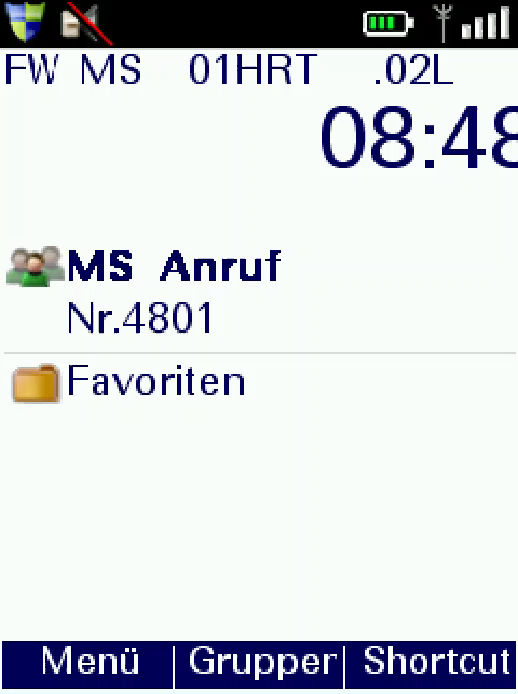 FW MS 01HRT .02L
08:48
MS Anruf
Nr.4801
Favoriten
Menü Grupper Shortcut